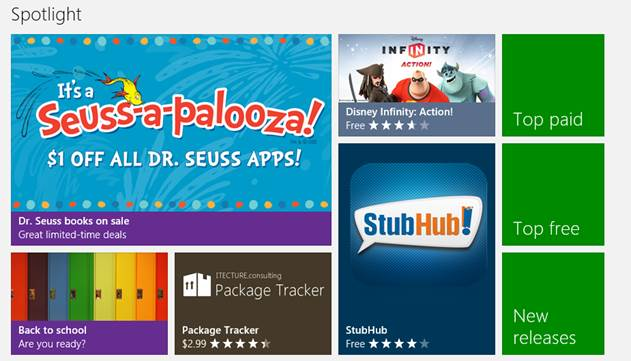 Spotlight
It's a
Seuss-a-palooza!
$1 OFF ALL DR. SEUSS APPS!
Dr. Seuss books on sale
Great limited-time deals
Disney
INFINITY
ACTION!
Disney Infinity: Action!
Free
Top paid
StubHub!
StubHub
Free
Top free
Back to school
Are you ready?
ITECTURE.consulting
Package Tracker
Package Tracker
$2.99
New
releases